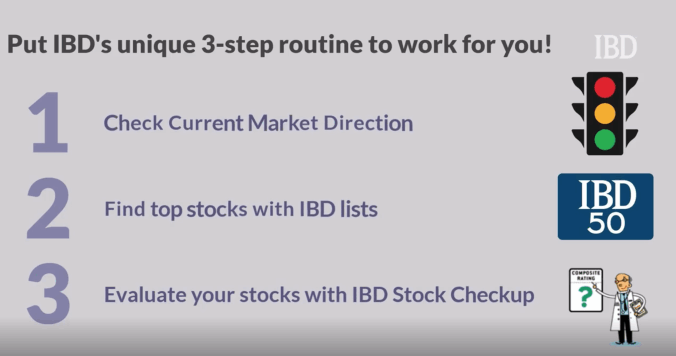 Put IBD's unique 3-step routine to work for you!
IBD
1 Check Current Market Direction
2 Find top stocks with IBD lists
IBD
50
3 Evaluate your stocks with IBD Stock Checkup
COMPOSITE
RATING
?